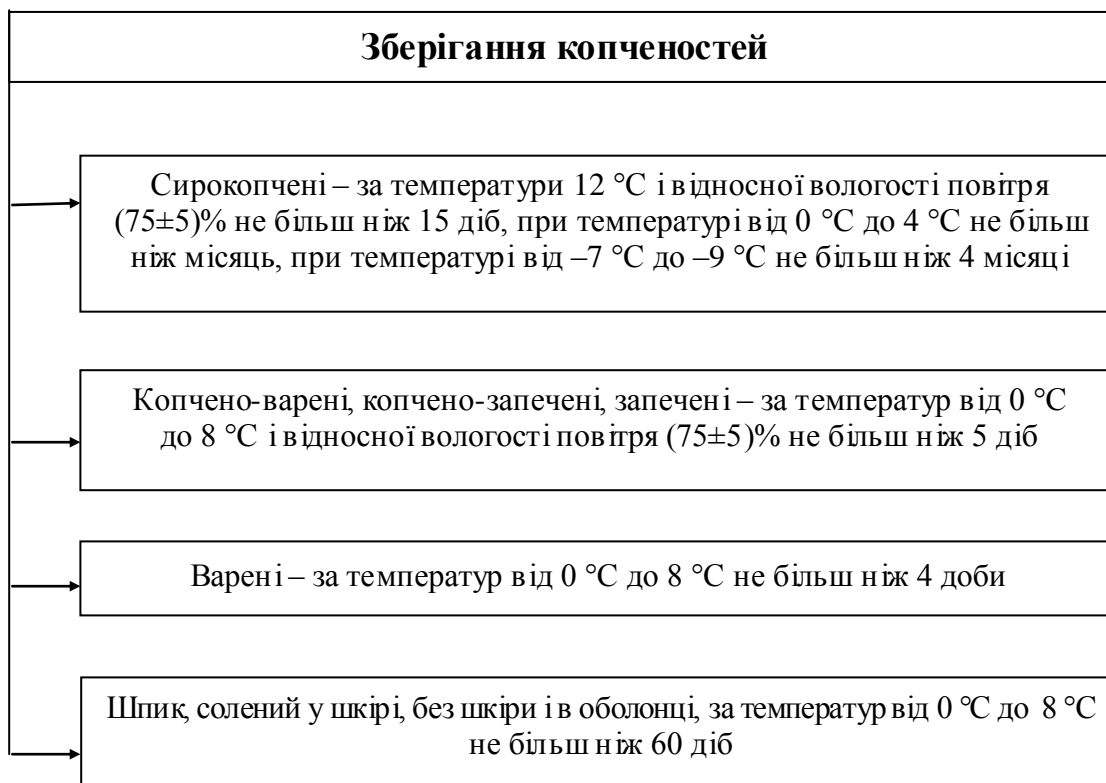 Зберігання копченостей
Сирокопчені – за температури 12 °С і відносної вологості повітря
(75±5)% не більш ніж 15 діб, при температурі від 0 °С до 4 °С не більш
ніж місяць, при температурі від –7 °С до –9 °С не більш ніж 4 місяці
Копчено-варені, копчено-запечені, запечені – за температур від 0 °С
до 8 °С і відносної вологості повітря (75±5)% не більш ніж 5 діб
Варені – за температур від 0 °С до 8 °С не більш ніж 4 доби
Шпик, солений у шкірі, без шкіри і в оболонці, за температур від 0 °С до 8 °С
не більш ніж 60 діб